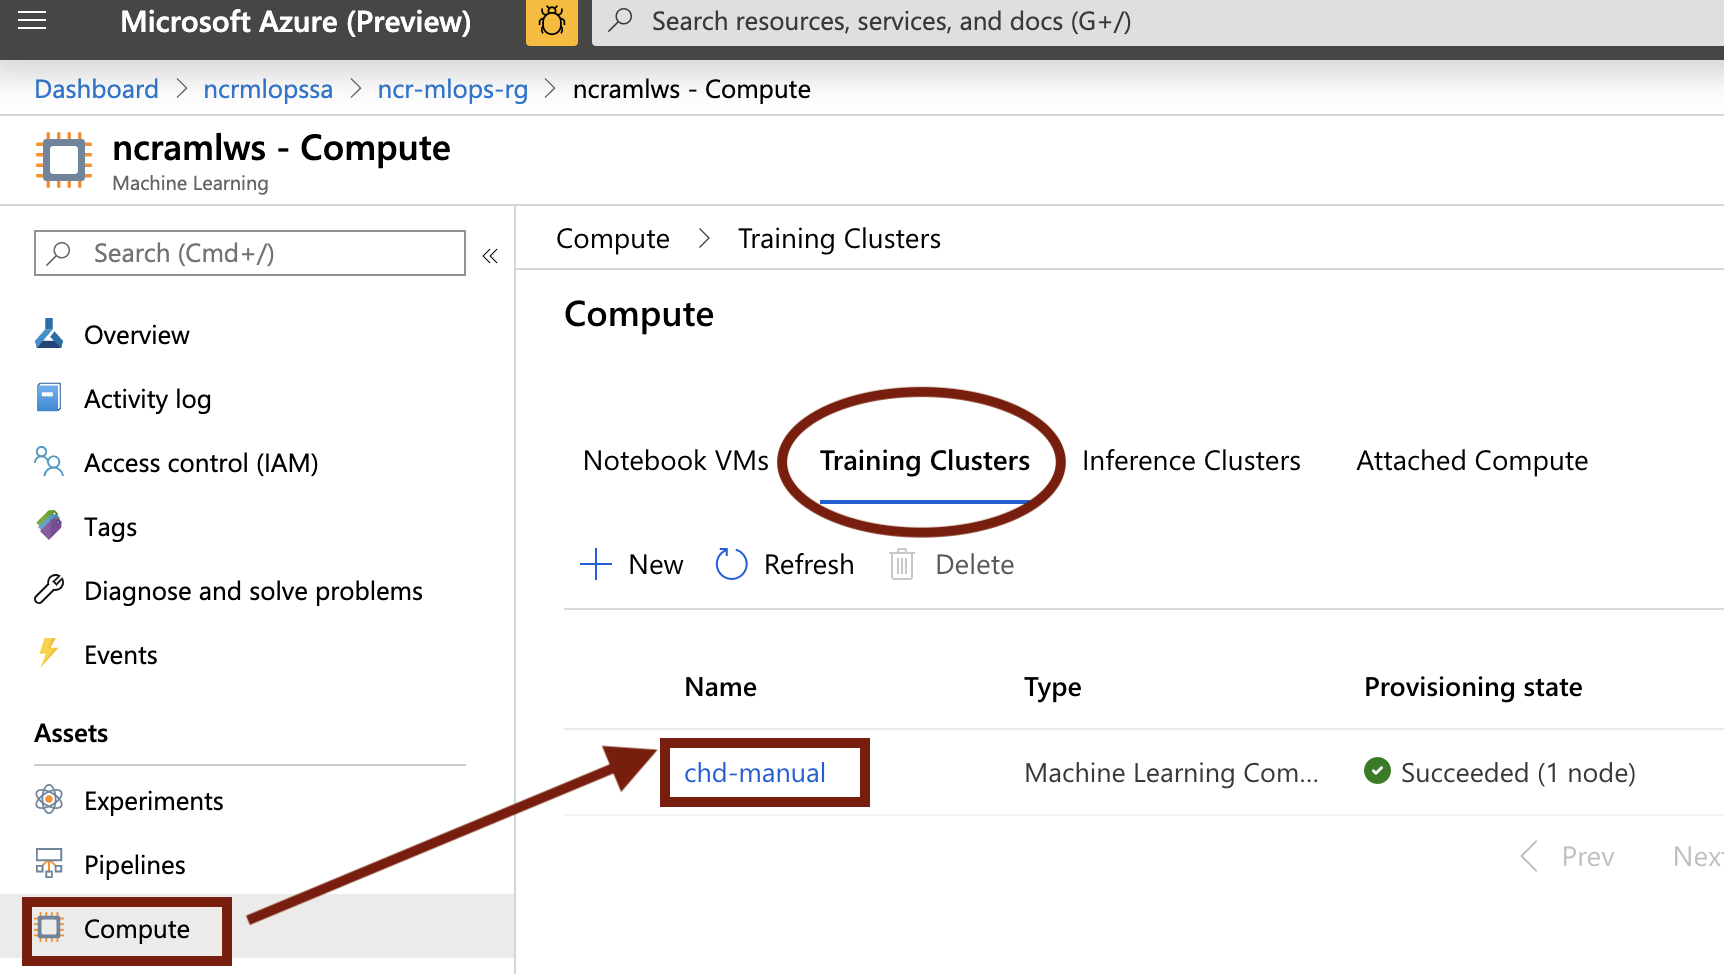 Microsoft Azure (Preview)
Search resources, services, and docs (G+/)
Dashboard > ncrmlopssa > ncr-mlops-rg > ncramlws - Compute
ncramlws - Compute
Machine Learning
Search (Cmd+/)
«
Overview
Activity log
Access control (IAM)
Tags
Diagnose and solve problems
Events
Assets
Experiments
Pipelines
Compute
Compute > Training Clusters
Compute
Notebook VMs Training Clusters Inference Clusters Attached Compute
New Refresh Delete
Name Type Provisioning state
chd-manual Machine Learning Com... Succeeded (1 node)
Prev Next